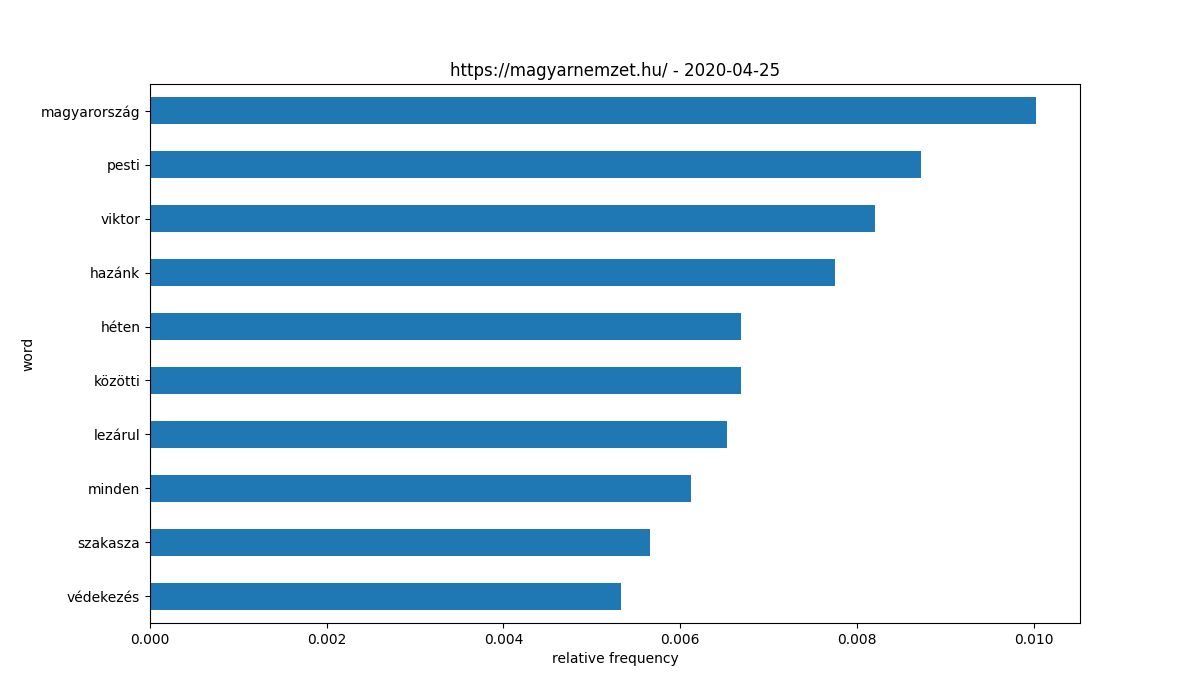 https://magyarnemzet.hu/ - 2020-04-25
magyarország
pesti
viktor
hazánk
héten
közötti
lezárul
minden
szakasza
védekezés
word
0.000 0.002 0.004 0.006 0.008 0.010
relative frequency